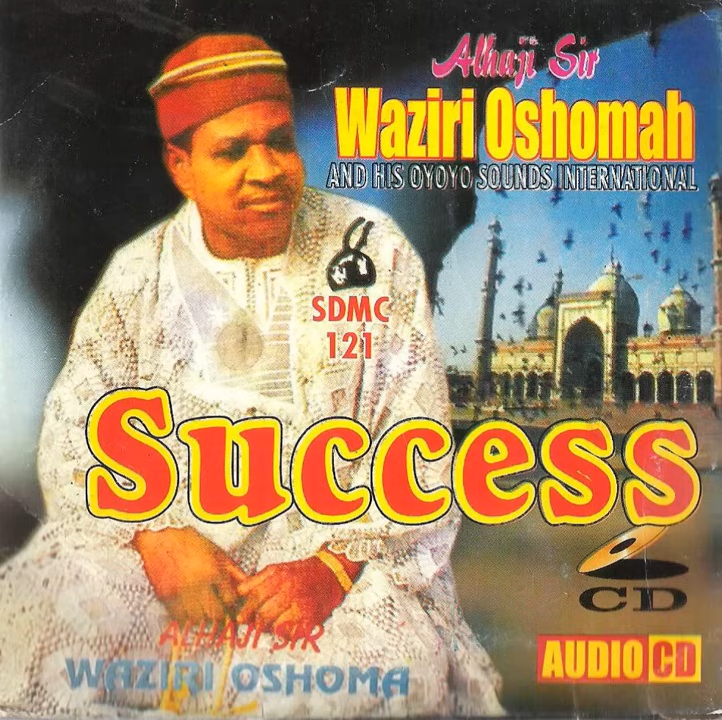 Alhaji Sir
Waziri Oshomah
AND HIS OYOYO SOUNDS INTERNATIONAL
SDMC
121
Success
CD
ALHAJI SIR
WAZIRI OSHOMA
AUDIO CD